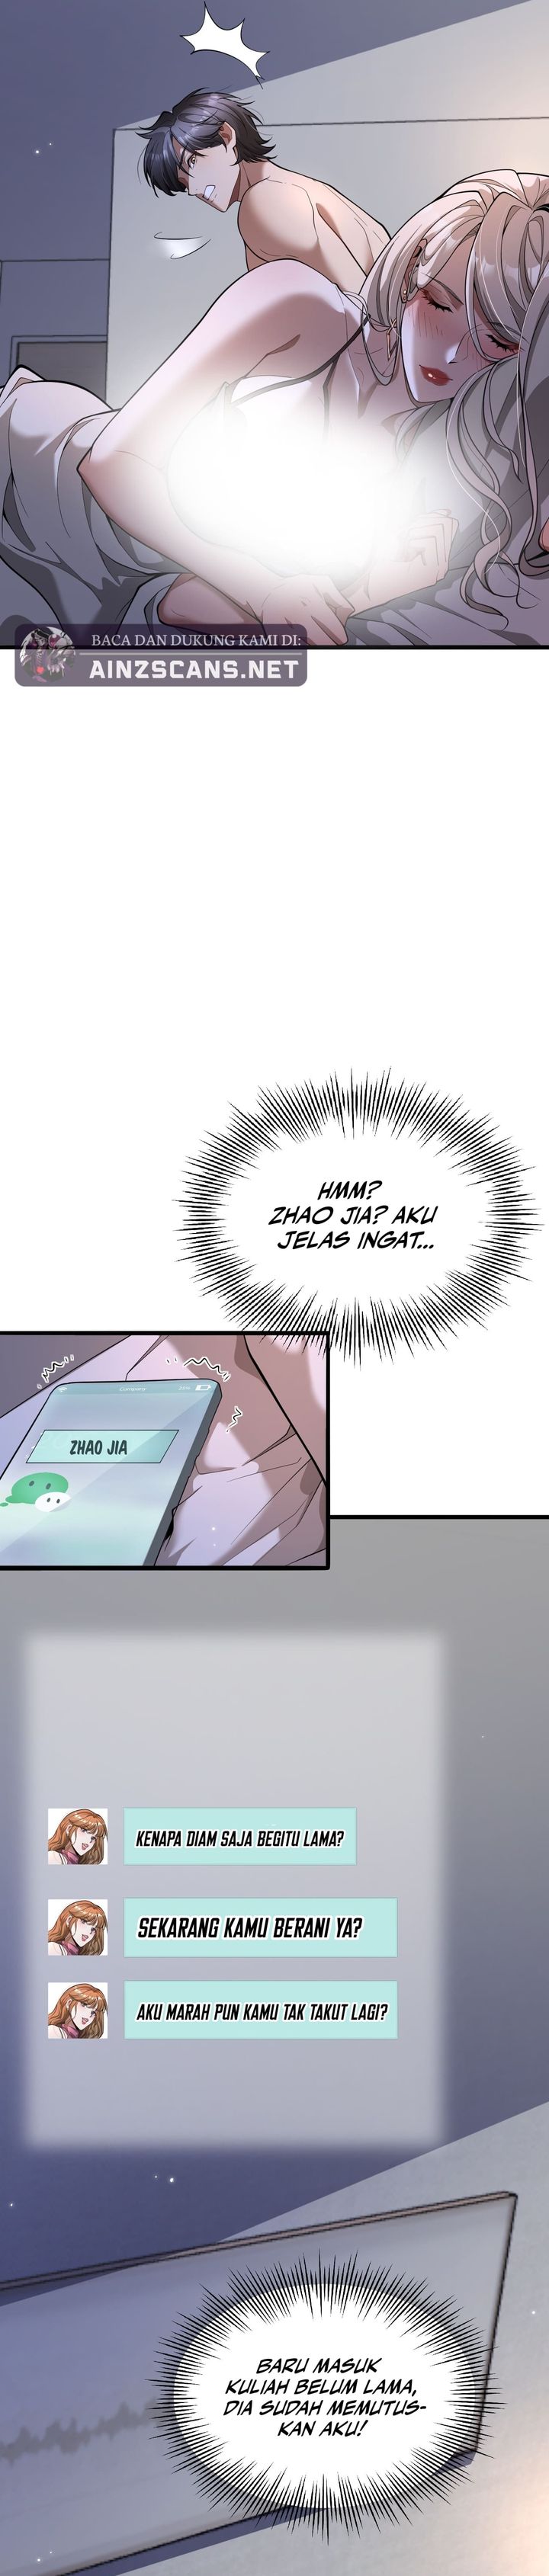 BACA DAN DUKUNG KAMI DI:
AINZSCANS.NET
HMM?
ZHAO JIA? AKU
JELAS INGAT...
ZHAO JIA
KENAPA DIAM SAJA BEGITU LAMA?
SEKARANG KAMU BERANI YA?
AKU MARAH PUN KAMU TAK TAKUT LAGI?
BARU MASUK
KULIAH BELUM LAMA,
DIA SUDAH MEMUTUS-
KAN AKU!